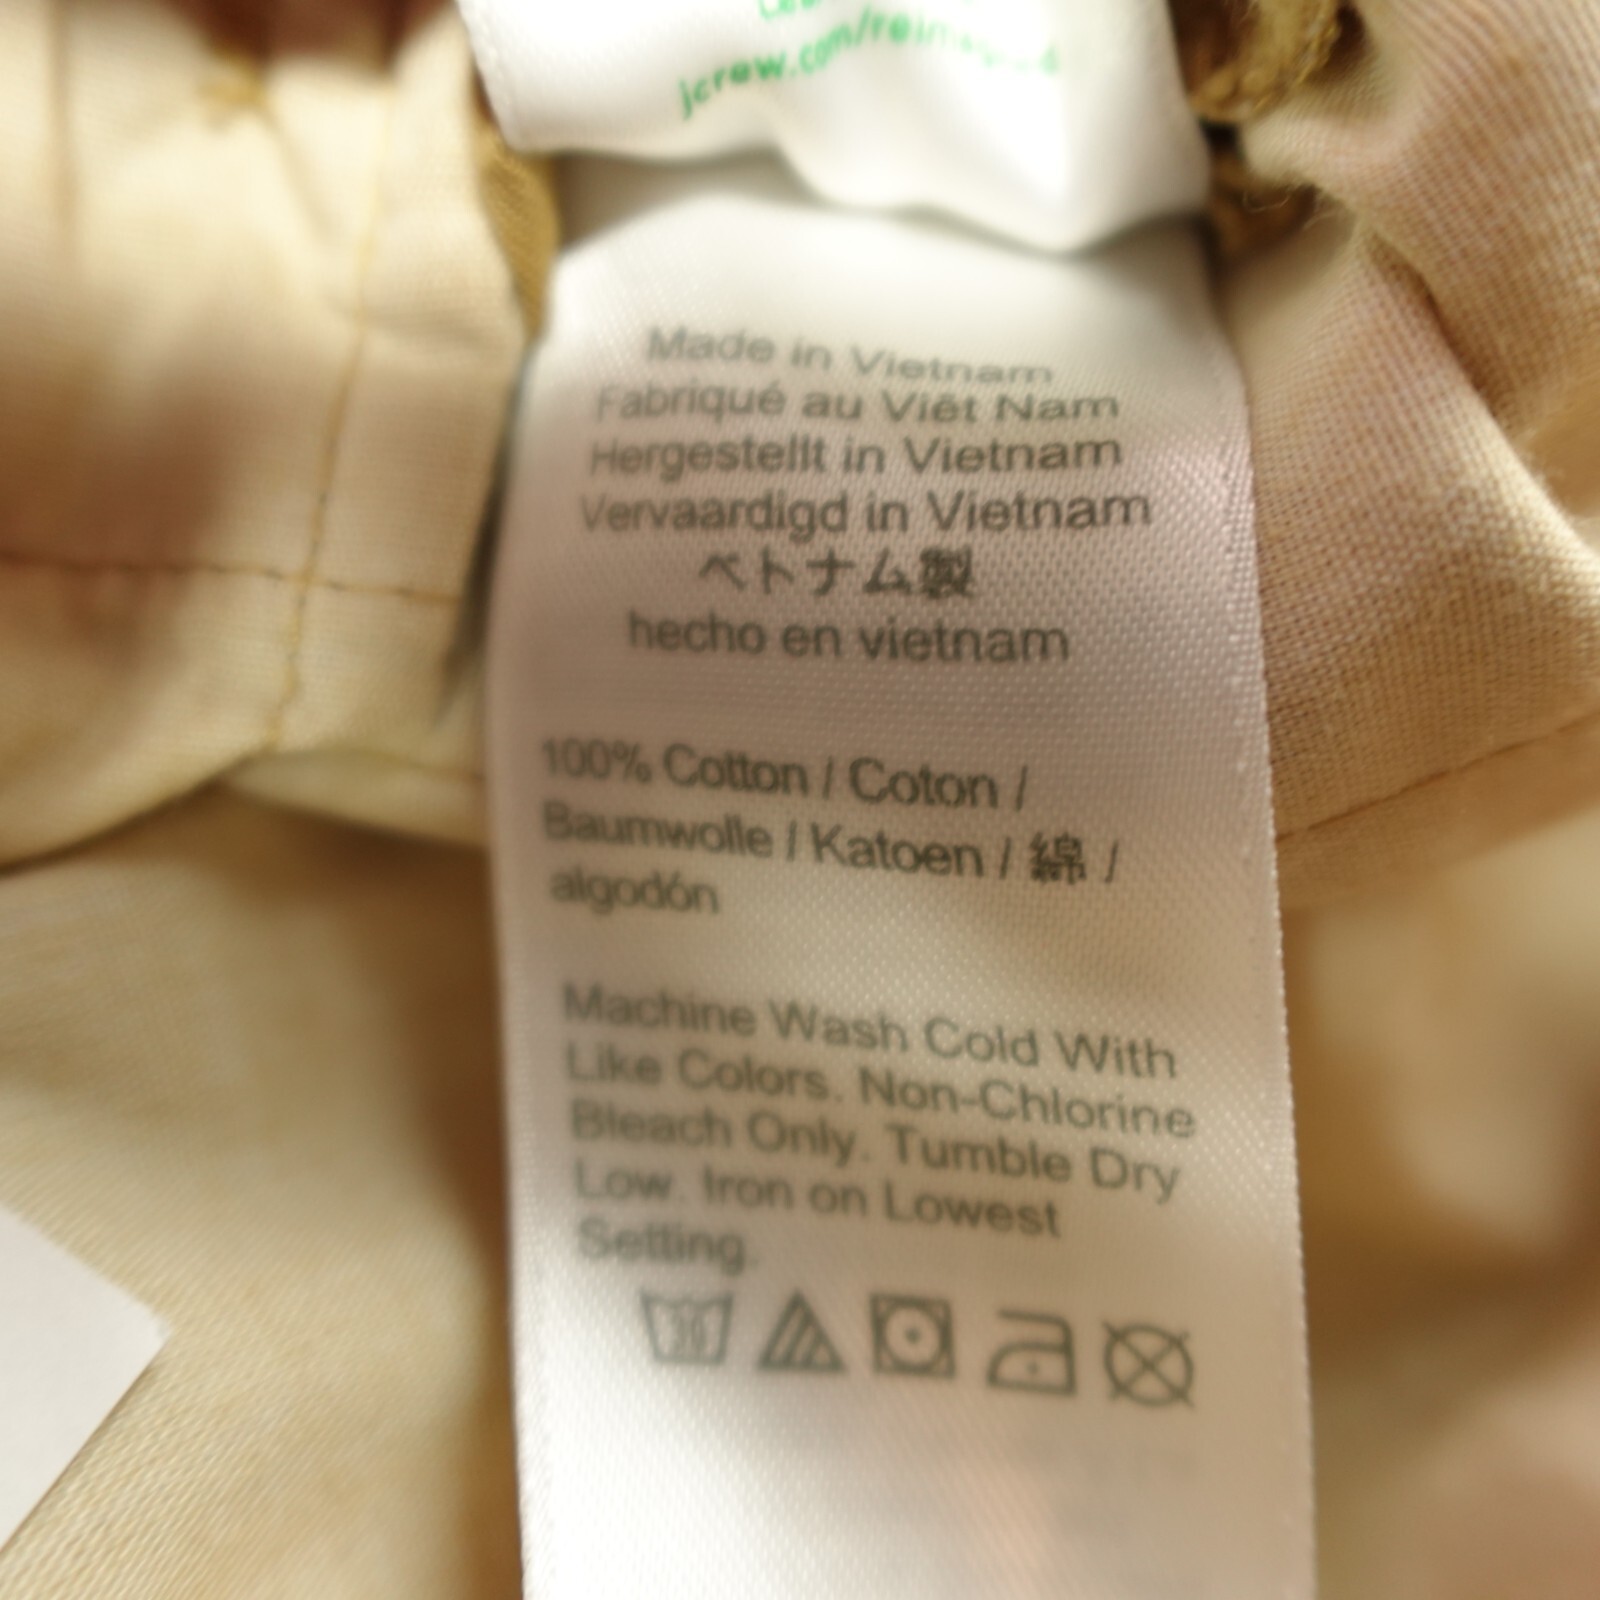 jcrew.com/reimagined
Made in Vietnam
Fabriqué au Viêt Nam
Hergestellt in Vietnam
Vervaardigd in Vietnam
ベトナム製
hecho en vietnam
100% Cotton / Coton /
Baumwolle / Katoen / 綿 /
algodón
Machine Wash Cold With
Like Colors. Non-Chlorine
Bleach Only. Tumble Dry
Low. Iron on Lowest
Setting.
30